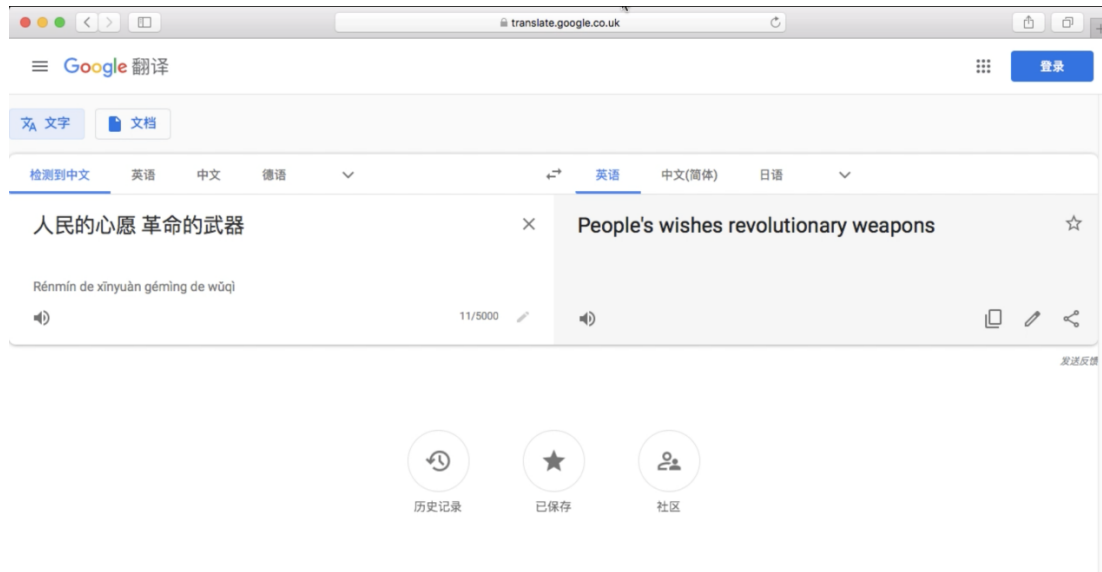 translate.google.co.uk
Google 翻译
登录
文字
文档
检测到中文 英语 中文 德语
英语 中文(简体) 日语
人民的心愿 革命的武器
People's wishes revolutionary weapons
Rénmín de xīnyuàn gémìng de wǔqì
11/5000
发送反馈
历史记录
已保存
社区